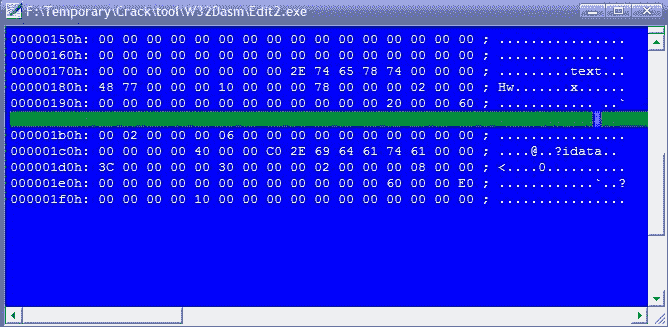 F:\Temporary\Crack\tool\W32Dasm\Edit2.exe
00000150h: 00 00 00 00 00 00 00 00 00 00 00 00 00 00 00 00 ; ................
00000160h: 00 00 00 00 00 00 00 00 00 00 00 00 00 00 00 00 ; ................
00000170h: 00 00 00 00 00 00 00 00 2E 74 65 78 74 00 00 00 ; .........text...
00000180h: 48 77 00 00 00 10 00 00 00 78 00 00 00 02 00 00 ; Hw.......x......
00000190h: 00 00 00 00 00 00 00 00 00 00 00 00 20 00 00 60 ; ............. ..`
000001b0h: 00 02 00 00 00 06 00 00 00 00 00 00 00 00 00 00 ; ................
000001c0h: 00 00 00 00 40 00 00 C0 2E 69 64 61 74 61 00 00 ; ....@..?idata..
000001d0h: 3C 00 00 00 00 30 00 00 00 02 00 00 00 08 00 00 ; <....0..........
000001e0h: 00 00 00 00 00 00 00 00 00 00 00 00 60 00 00 E0 ; ............`..?
000001f0h: 00 00 00 00 10 00 00 00 00 00 00 00 00 00 00 00 ; ................